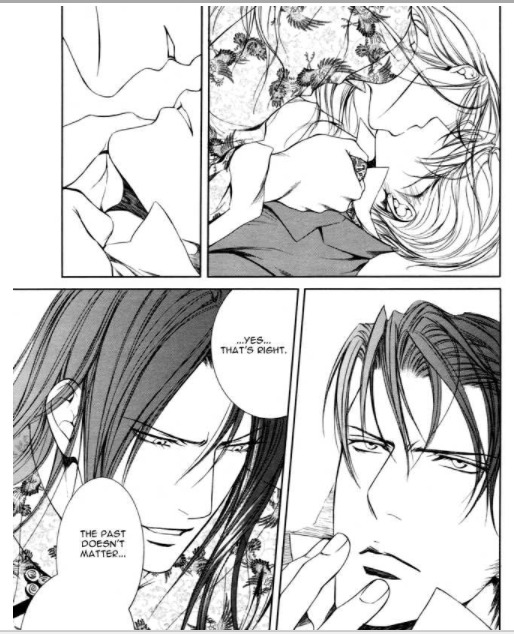 ...YES...
THAT'S RIGHT.
THE PAST
DOESN'T
MATTER...